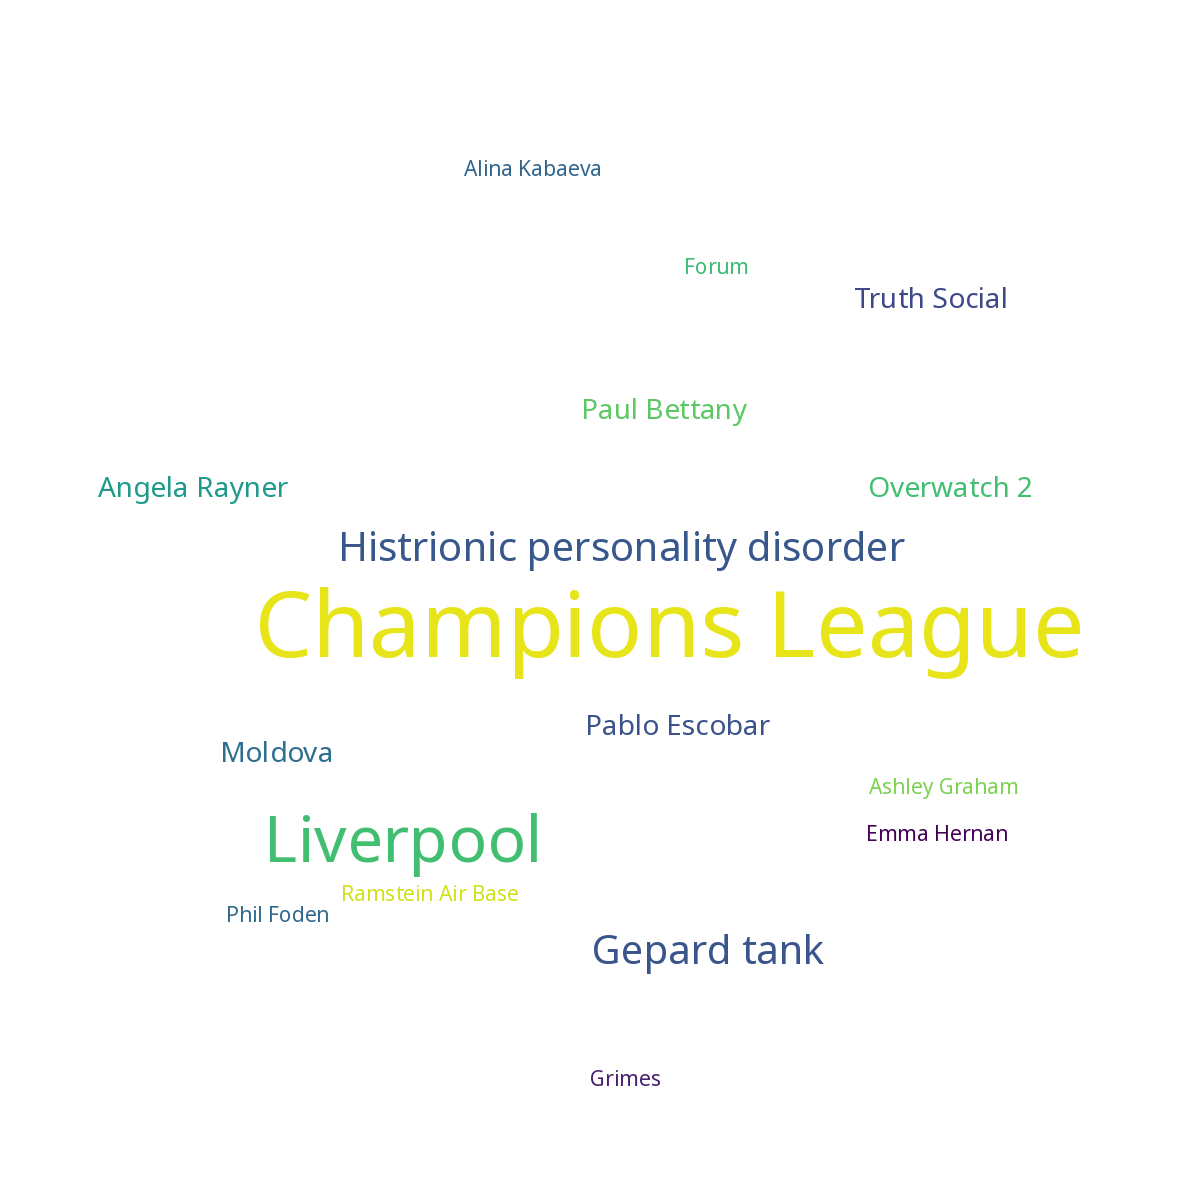 Alina Kabaeva
Forum
Truth Social
Paul Bettany
Angela Rayner
Overwatch 2
Histrionic personality disorder
Champions League
Pablo Escobar
Moldova
Ashley Graham
Liverpool
Emma Hernan
Ramstein Air Base
Phil Foden
Gepard tank
Grimes